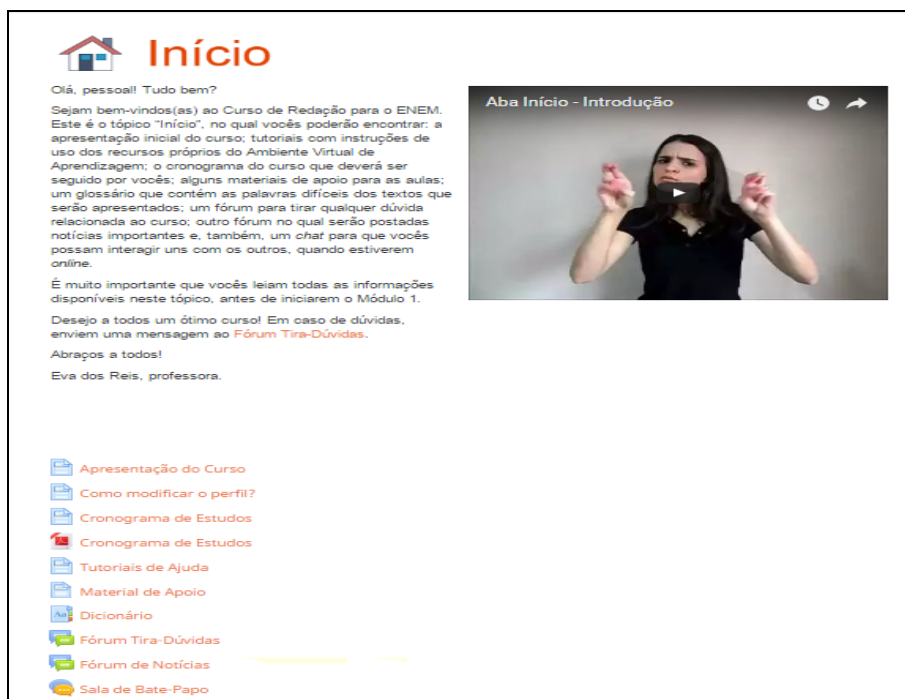 Início
Olá, pessoal! Tudo bem?
Sejam bem-vindos(as) ao Curso de Redação para o ENEM.
Este é o tópico "Início", no qual vocês poderão encontrar: a
apresentação inicial do curso; tutoriais com instruções de
uso dos recursos próprios do Ambiente Virtual de
Aprendizagem; o cronograma do curso que deverá ser
seguido por vocês; alguns materiais de apoio para as aulas;
um glossário que contém as palavras difíceis dos textos que
serão apresentados; um fórum para tirar qualquer dúvida
relacionada ao curso; outro fórum no qual serão postadas
notícias importantes e, também, um chat para que vocês
possam interagir uns com os outros, quando estiverem
online.
É muito importante que vocês leiam todas as informações
disponíveis neste tópico, antes de iniciarem o Módulo 1.
Desejo a todos um ótimo curso! Em caso de dúvidas,
enviem uma mensagem ao Fórum Tira-Dúvidas.
Abraços a todos!
Eva dos Reis, professora.
Aba Início - Introdução
Apresentação do Curso
Como modificar o perfil?
Cronograma de Estudos
Cronograma de Estudos
Tutoriais de Ajuda
Material de Apoio
Dicionário
Fórum Tira-Dúvidas
Fórum de Notícias
Sala de Bate-Papo